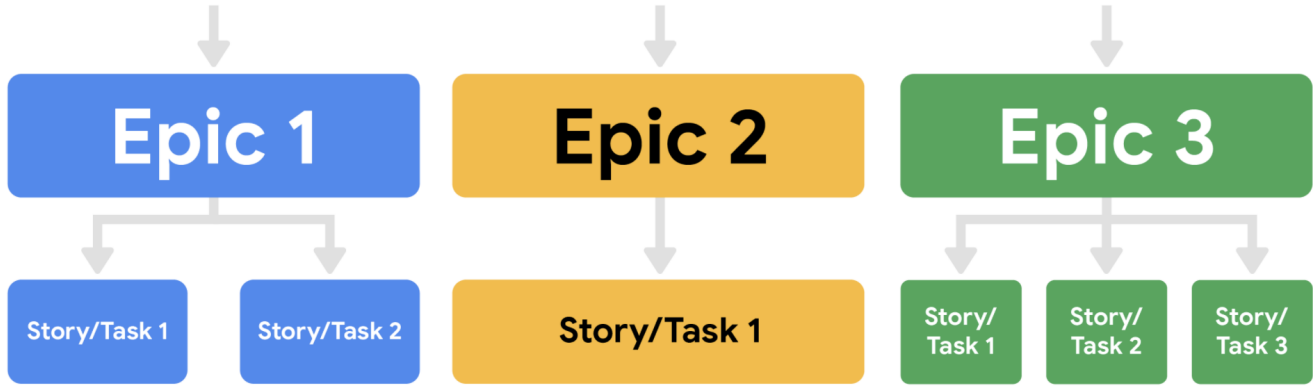 Epic 1
Epic 2
Epic 3
Story/Task 1
Story/Task 2
Story/Task 1
Story/
Task 1
Story/
Task 2
Story/
Task 3